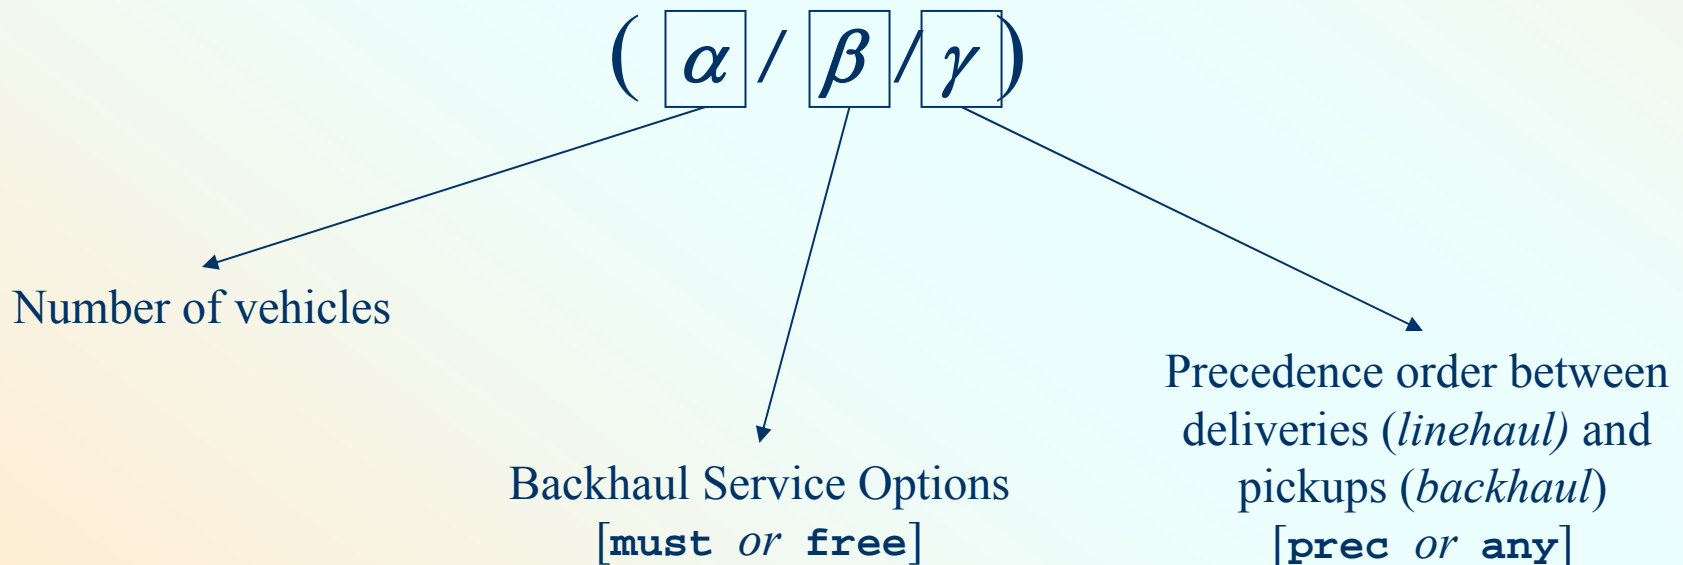 ( α / β / γ )
Number of vehicles
Backhaul Service Options
[must or free]
Precedence order between
deliveries (linehaul) and
pickups (backhaul)
[prec or any]